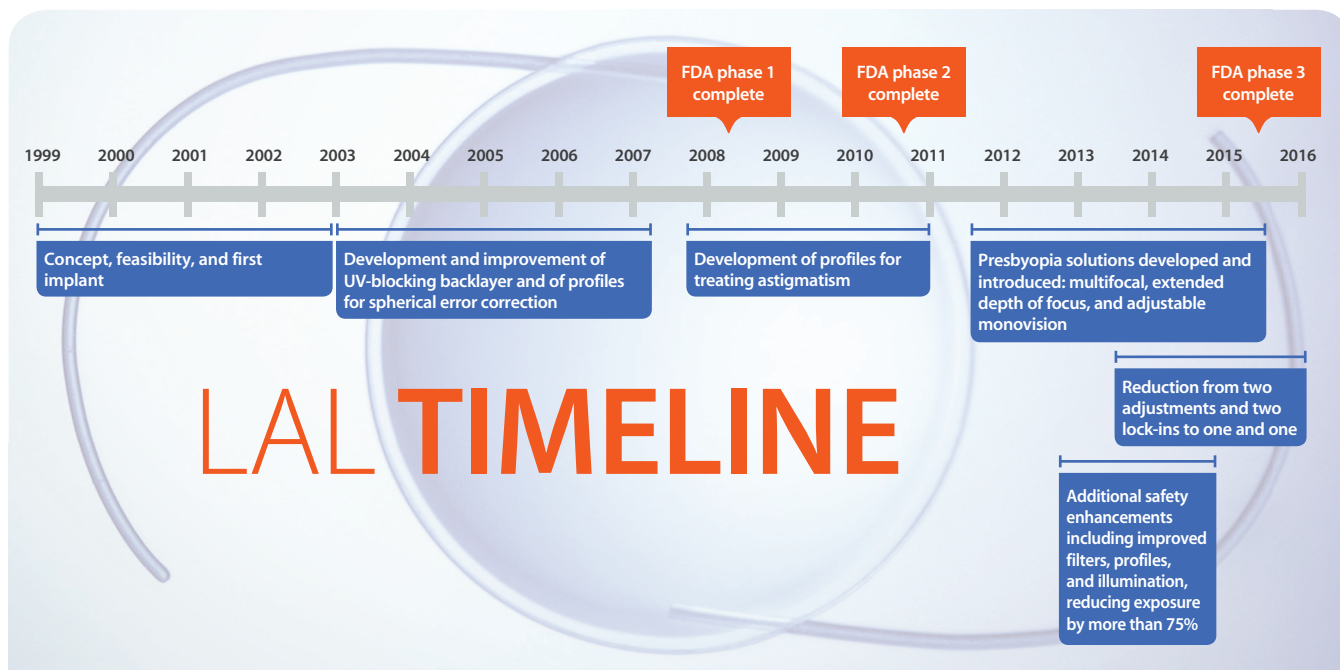 FDA phase 1
complete
FDA phase 2
complete
FDA phase 3
complete
1999 2000 2001 2002 2003 2004 2005 2006 2007 2008 2009 2010 2011 2012 2013 2014 2015 2016
Concept, feasibility, and first
implant
Development and improvement of
UV-blocking backlayer and of profiles
for spherical error correction
Development of profiles for
treating astigmatism
Presbyopia solutions developed and
introduced: multifocal, extended
depth of focus, and adjustable
monovision
Reduction from two
adjustments and two
lock-ins to one and one
Additional safety
enhancements
including improved
filters, profiles,
and illumination,
reducing exposure
by more than 75%
LAL TIMELINE